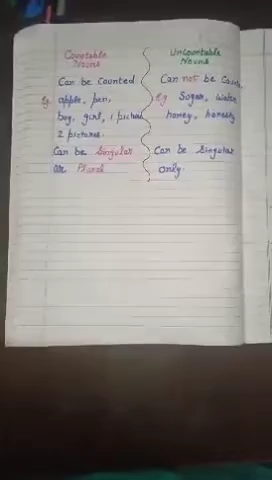 Countable
Nouns
Can be Counted
Eg. apple, pen,
boy, girl, 1 picture
2 pictures.
Can be Singular
or Plural
Uncountable
Nouns
Can not be
Eg Sugar, water
honey, honesty
Can be Singular
only.